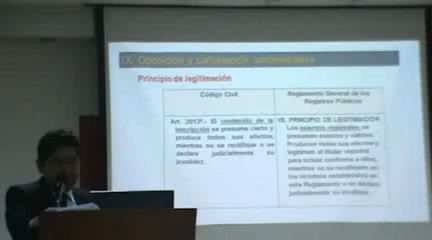 IX. Oposición y cancelación administrativa
Principio de legitimación
Código Civil
Reglamento General de los
Registros Públicos
Art. 2013º.- El contenido de la
inscripción se presume cierto y
produce todos sus efectos,
mientras no se rectifique o se
declare judicialmente su
invalidez.
VII. PRINCIPIO DE LEGITIMACIÓN
Los asientos registrales se
presumen exactos y válidos.
Producen todos sus efectos y
legitiman al titular registral
para actuar conforme a ellos,
mientras no se rectifiquen en
los términos establecidos en
este Reglamento o se declare
judicialmente su invalidez.